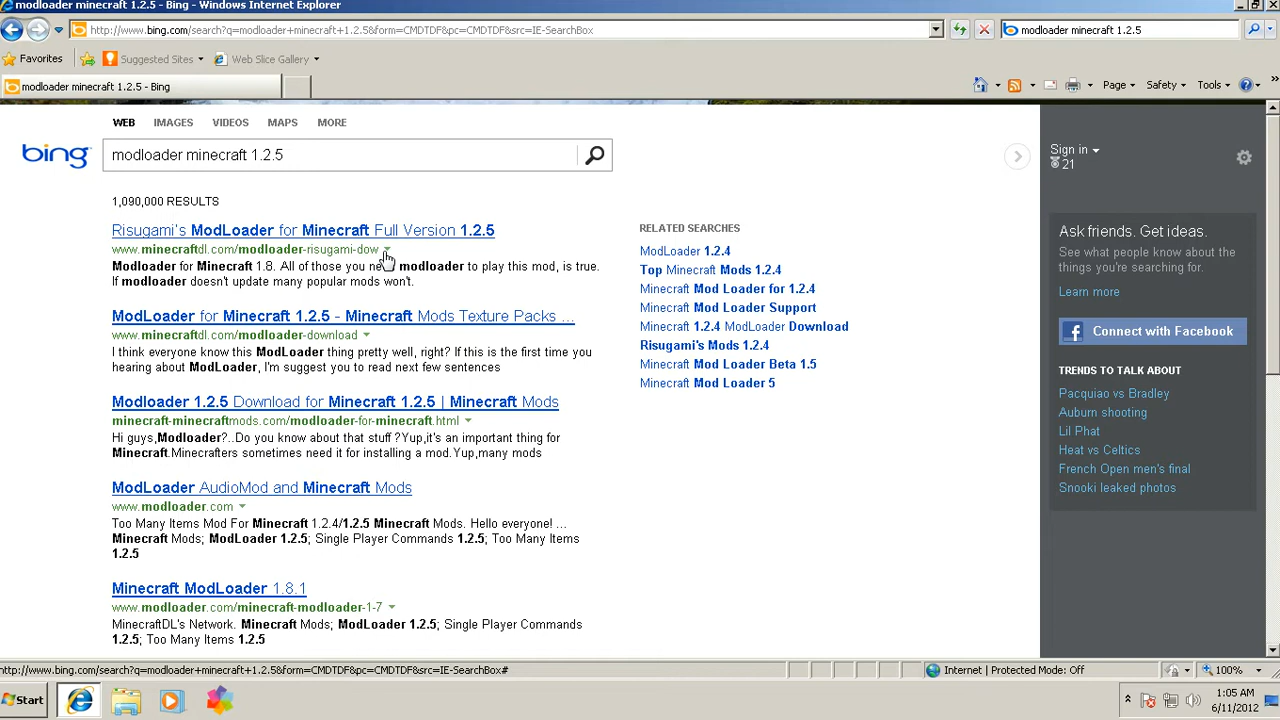 modloader minecraft 1.2.5 - Bing - Windows Internet Explorer
http://www.bing.com/search?q=modloader+minecraft+1.2.5&form=CMDTDF&pc=CMDTDF&src=IE-SearchBox
modloader minecraft 1.2.5
Favorites
Suggested Sites
Web Slice Gallery
modloader minecraft 1.2.5 - Bing
Page
Safety
Tools
WEB
IMAGES
VIDEOS
MAPS
MORE
bing
modloader minecraft 1.2.5
1,090,000 RESULTS
Risugami's ModLoader for Minecraft Full Version 1.2.5
www.minecraftdl.com/modloader-risugami-dow
Modloader for Minecraft 1.8. All of those you modloader to play this mod, is true.
If modloader doesn't update many popular mods won't.
ModLoader for Minecraft 1.2.5 - Minecraft Mods Texture Packs ...
www.minecraftdl.com/modloader-download
I think everyone know this ModLoader thing pretty well, right? If this is the first time you
hearing about ModLoader, I'm suggest you to read next few sentences
Modloader 1.2.5 Download for Minecraft 1.2.5 | Minecraft Mods
minecraft-minecraftmods.com/modloader-for-minecraft.html
Hi guys,Modloader?..Do you know about that stuff ?Yup,it's an important thing for
Minecraft.Minecrafters sometimes need it for installing a mod.Yup,many mods
ModLoader AudioMod and Minecraft Mods
www.modloader.com
Too Many Items Mod For Minecraft 1.2.4/1.2.5 Minecraft Mods. Hello everyone! ...
Minecraft Mods; ModLoader 1.2.5; Single Player Commands 1.2.5; Too Many Items
1.2.5
Minecraft ModLoader 1.8.1
www.modloader.com/minecraft-modloader-1-7
MinecraftDL's Network. Minecraft Mods; ModLoader 1.2.5; Single Player Commands
1.2.5; Too Many Items 1.2.5
RELATED SEARCHES
ModLoader 1.2.4
Top Minecraft Mods 1.2.4
Minecraft Mod Loader for 1.2.4
Minecraft Mod Loader Support
Minecraft 1.2.4 ModLoader Download
Risugami's Mods 1.2.4
Minecraft Mod Loader Beta 1.5
Minecraft Mod Loader 5
Sign in
21
Ask friends. Get ideas.
See what your friends know about the
things you're searching for.
Learn more
Connect with Facebook
TRENDS TO TALK ABOUT
Pacquiao vs Bradley
Auburn shooting
Lil Phat
Heat vs Celtics
French Open men's final
Snooki leaked photos
http://www.bing.com/search?q=modloader+minecraft+1.2.5&form=CMDTDF&pc=CMDTDF&src=IE-SearchBox#
Internet | Protected Mode: Off
100%
Start
1:05 AM
6/11/2012